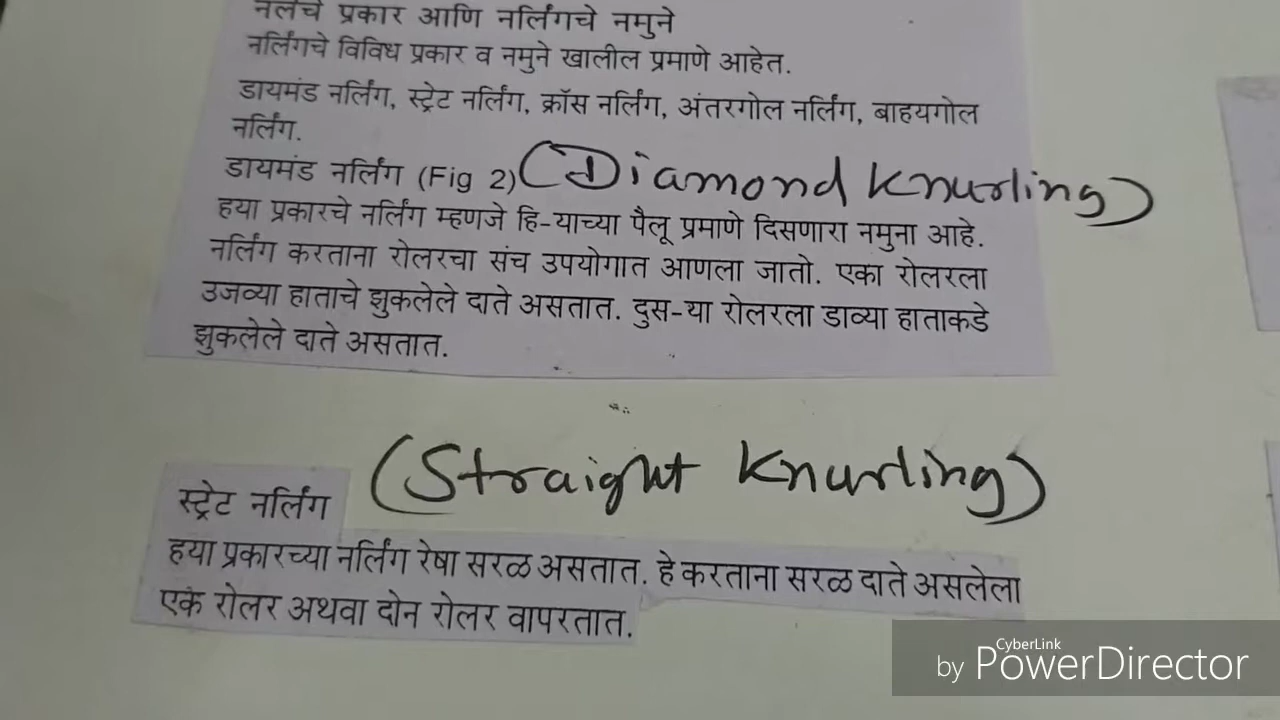 नर्लचे प्रकार आणि नर्लिंगचे नमुने
नर्लिंगचे विविध प्रकार व नमुने खालील प्रमाणे आहेत.
डायमंड नर्लिंग, स्ट्रेट नर्लिंग, क्रॉस नर्लिंग, अंतरगोल नर्लिंग, बाहयगोल
नर्लिंग.
डायमंड नर्लिंग (Fig 2) (Diamond Knurling)
हया प्रकारचे नर्लिंग म्हणजे हि-याच्या पैलू प्रमाणे दिसणारा नमुना आहे.
नर्लिंग करताना रोलरचा संच उपयोगात आणला जातो. एका रोलरला
उजव्या हाताचे झुकलेले दाते असतात. दुस-या रोलरला डाव्या हाताकडे
झुकलेले दाते असतात.
(Straight Knurling)
स्ट्रेट नर्लिंग
हया प्रकारच्या नर्लिंग रेषा सरळ असतात. हे करताना सरळ दाते असलेला
एक रोलर अथवा दोन रोलर वापरतात.
CyberLink
by PowerDirector